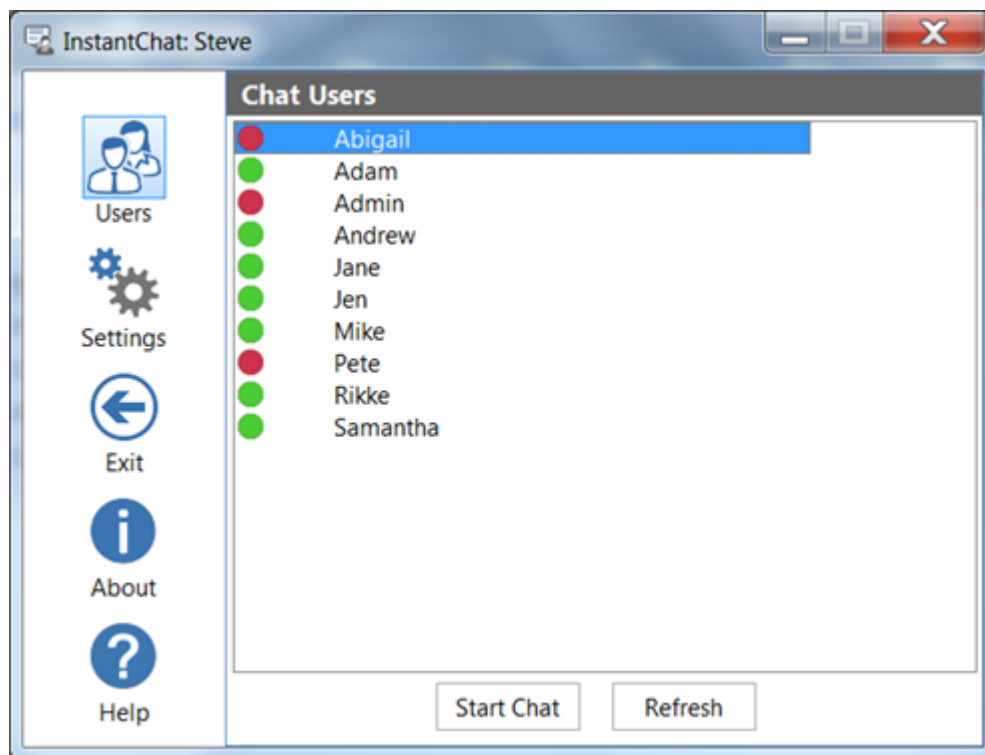 InstantChat: Steve
Users
Settings
Exit
About
Help
Chat Users
Abigail
Adam
Admin
Andrew
Jane
Jen
Mike
Pete
Rikke
Samantha
Start Chat
Refresh